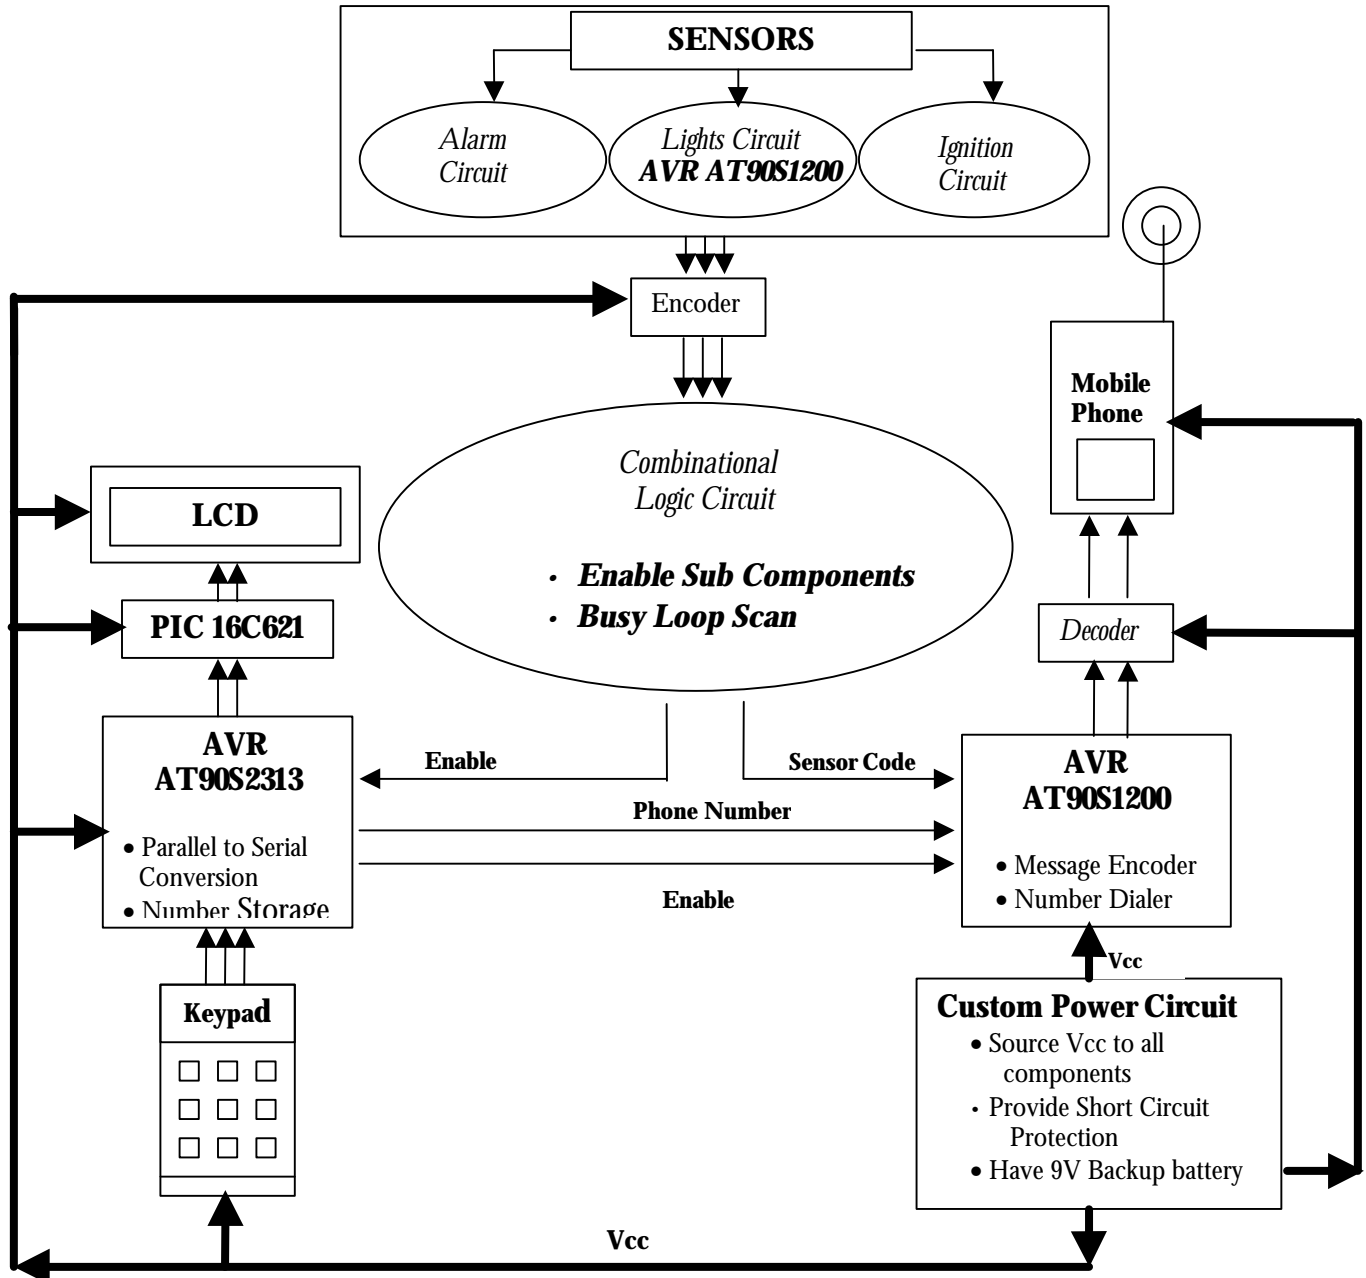 SENSORS
Alarm
Circuit
Lights Circuit
AVR AT90S1200
Ignition
Circuit
Encoder
Mobile
Phone
Combinational
Logic Circuit
· Enable Sub Components
· Busy Loop Scan
LCD
PIC 16C621
Decoder
AVR
AT90S2313
• Parallel to Serial
Conversion
• Number Storage
Enable
Sensor Code
Phone Number
Enable
AVR
AT90S1200
• Message Encoder
• Number Dialer
Vcc
Keypad
Custom Power Circuit
• Source Vcc to all
components
· Provide Short Circuit
Protection
• Have 9V Backup battery
Vcc